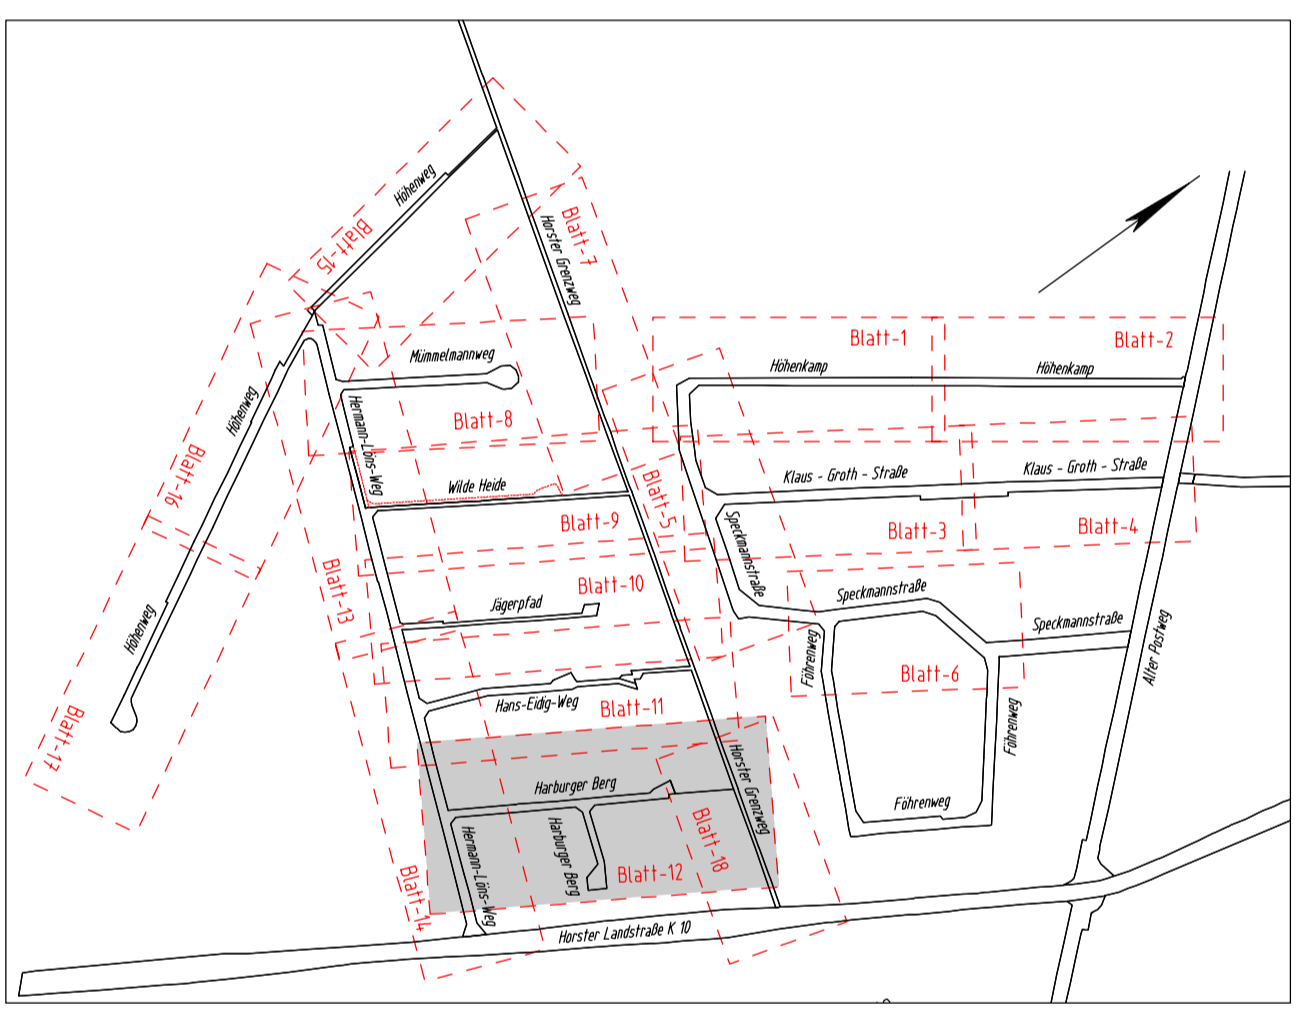 Höhenweg
Blatt-15
Blatt-7
Horster Grenzweg
Blatt-1
Blatt-2
Mümmelmannweg
Höhenkamp
Höhenkamp
Höhenweg
Hermann-Löns-Weg
Blatt-8
Blatt-16
Wilde Heide
Klaus - Groth - Straße
Klaus - Groth - Straße
Blatt-5
Blatt-9
Speckmannstraße
Blatt-3
Blatt-4
Blatt-13
Blatt-10
Jägerpfad
Speckmannstraße
Speckmannstraße
Höhenweg
Föhrenweg
Blatt-6
Alter Postweg
Hans-Eidig-Weg
Blatt-11
Föhrenweg
Blatt-17
Harburger Berg
Horster Grenzweg
Föhrenweg
Hermann-Löns-Weg
Harburger Berg
Blatt-12
Blatt-18
Blatt-14
Horster Landstraße K 10